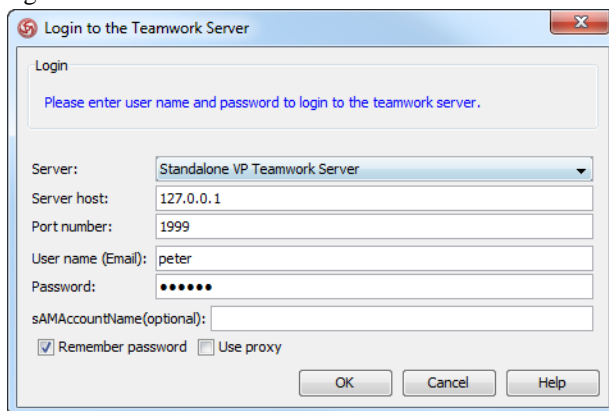 Login to the Teamwork Server
Login
Please enter user name and password to login to the teamwork server.
Server: Standalone VP Teamwork Server
Server host: 127.0.0.1
Port number: 1999
User name (Email): peter
Password: ••••••
sAMAccountName(optional):
Remember password Use proxy
OK Cancel Help